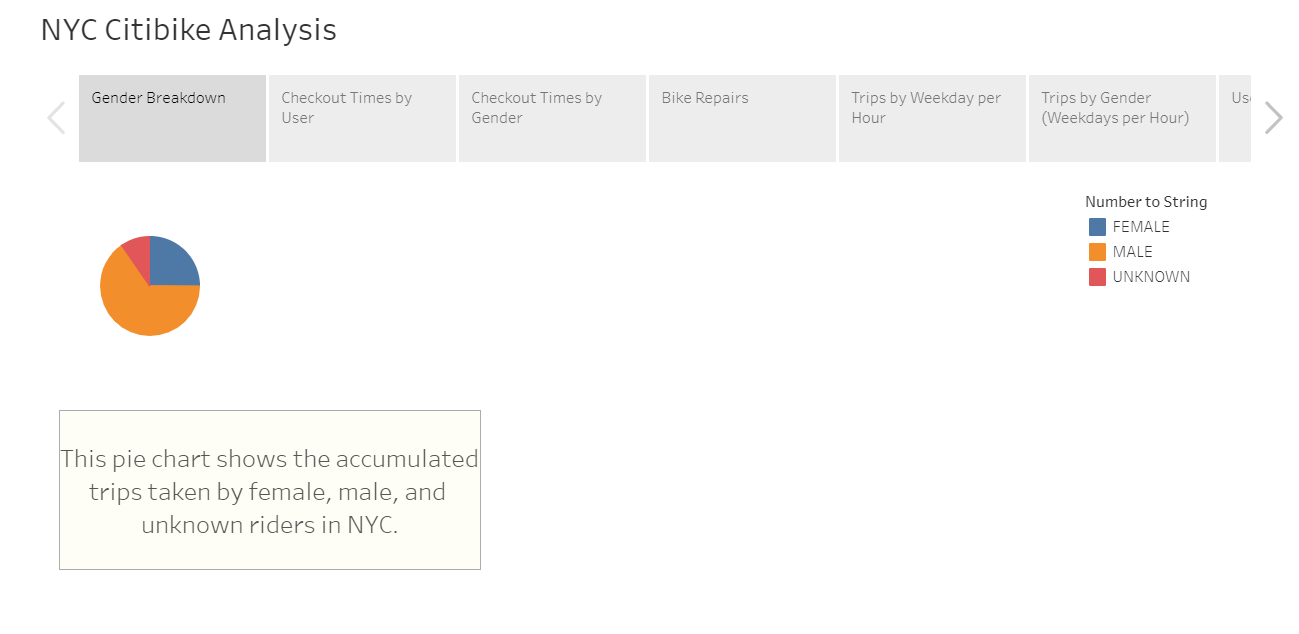 NYC Citibike Analysis
Gender Breakdown
Checkout Times by
User
Checkout Times by
Gender
Bike Repairs
Trips by Weekday per
Hour
Trips by Gender
(Weekdays per Hour)
Number to String
FEMALE
MALE
UNKNOWN
This pie chart shows the accumulated
trips taken by female, male, and
unknown riders in NYC.